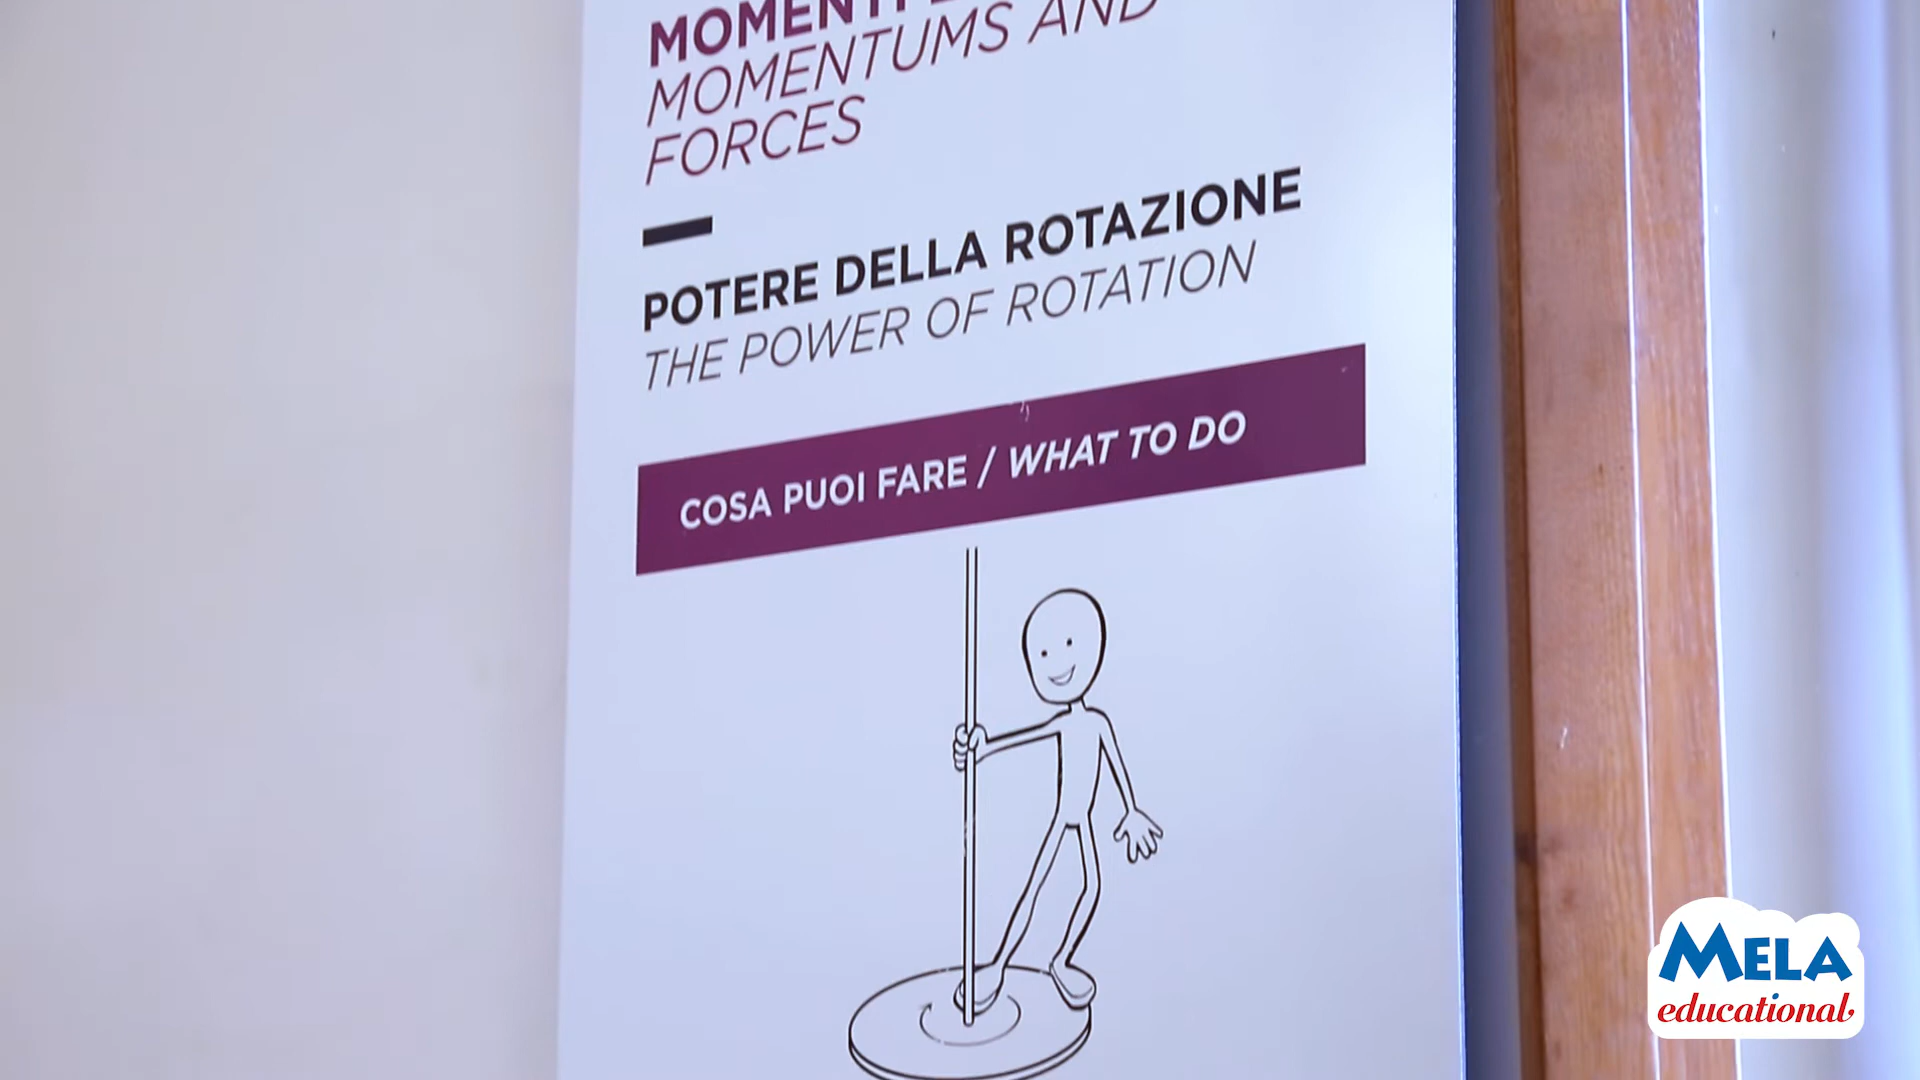 MOMENTI
MOMENTUMS AND
FORCES
POTERE DELLA ROTAZIONE
THE POWER OF ROTATION
COSA PUOI FARE / WHAT TO DO
MELA
educational